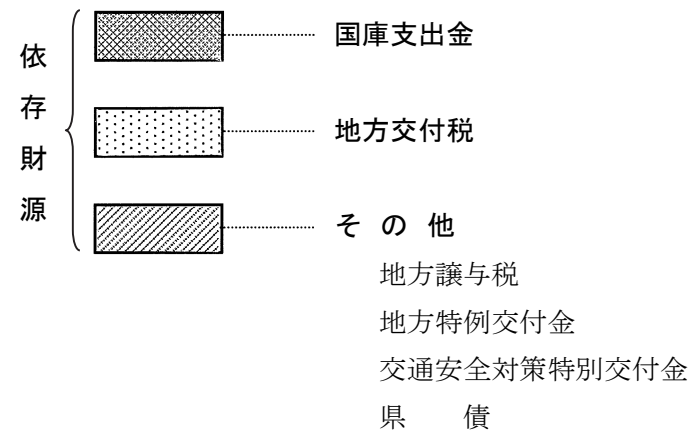 依存財源
国庫支出金
地方交付税
その他
地方譲与税
地方特例交付金
交通安全対策特別交付金
県　債